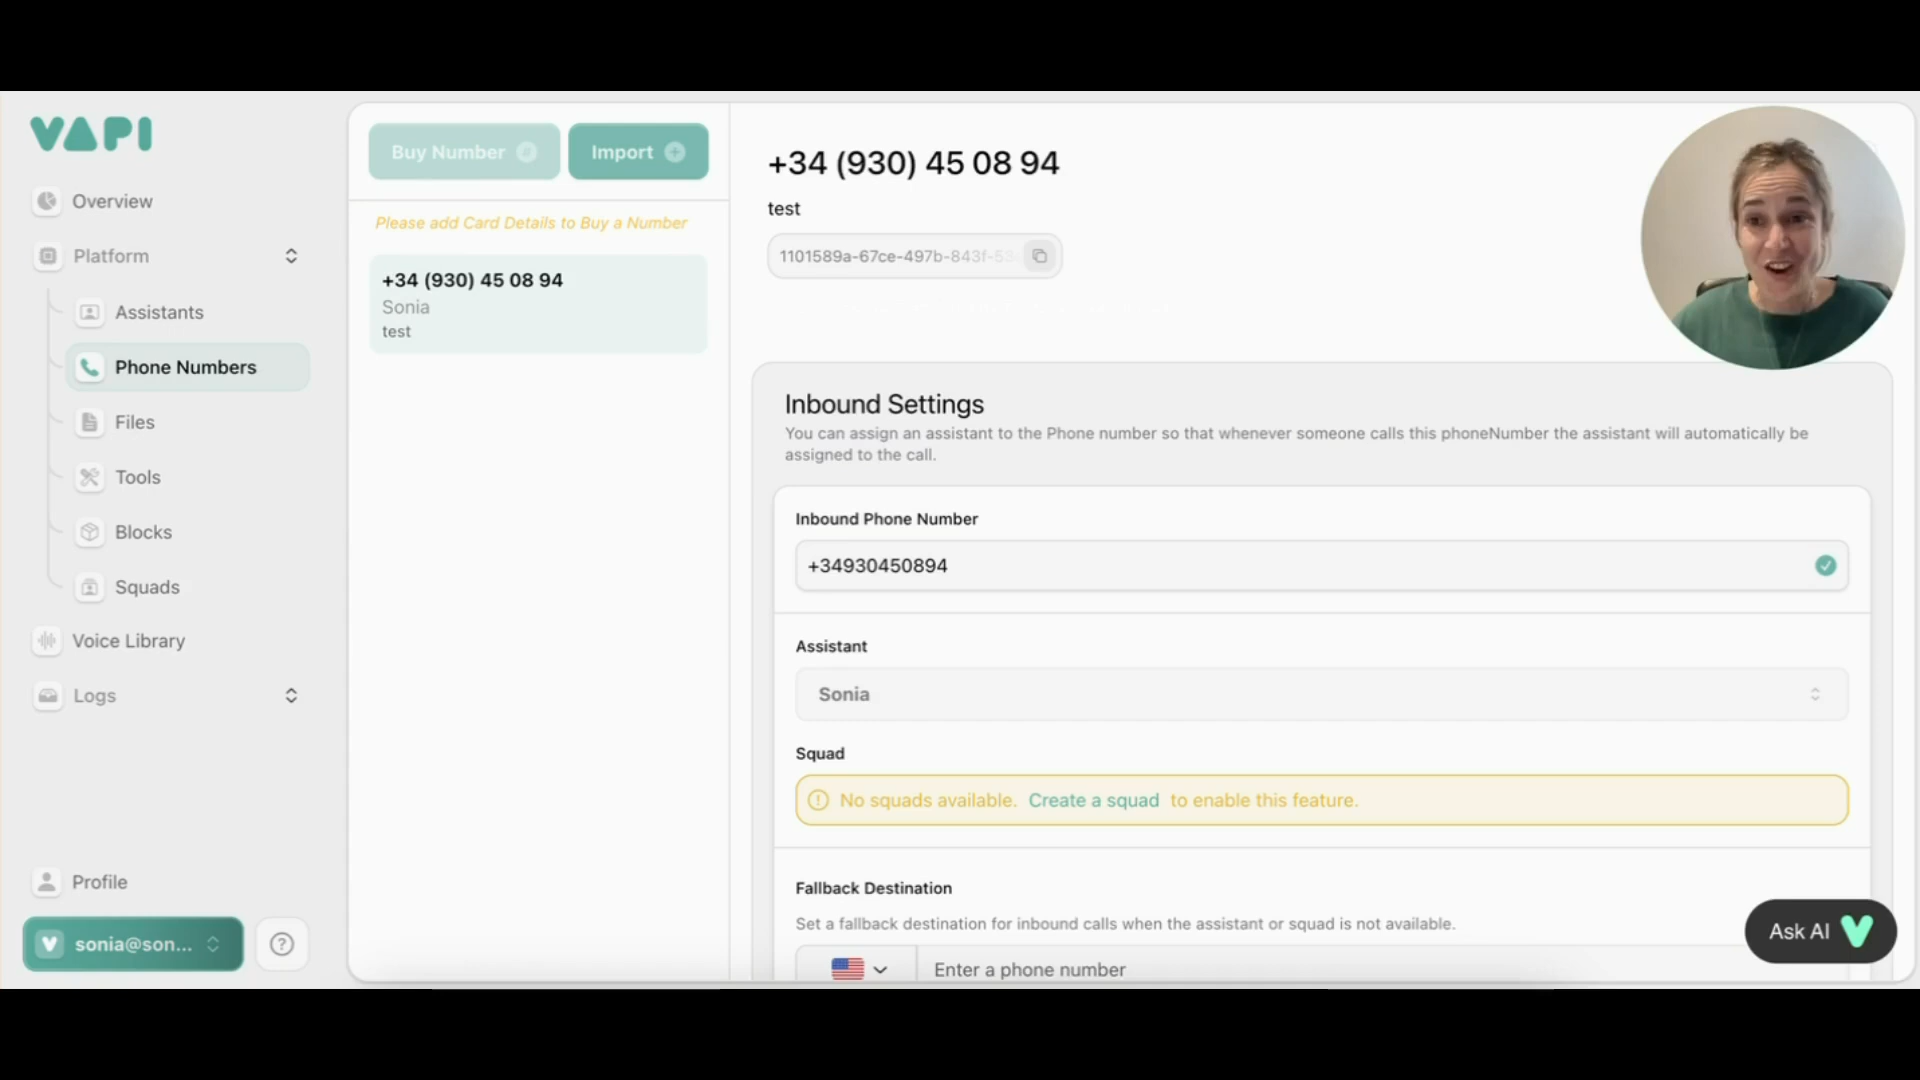 VAPI
Overview
Platform
Assistants
Phone Numbers
Files
Tools
Blocks
Squads
Voice Library
Logs
Profile
sonia@son...
Buy Number
Import
Please add Card Details to Buy a Number
+34 (930) 45 08 94
Sonia
test
+34 (930) 45 08 94
test
1101589a-67ce-497b-843f-53
Inbound Settings
You can assign an assistant to the Phone number so that whenever someone calls this phoneNumber the assistant will automatically be
assigned to the call.
Inbound Phone Number
+34930450894
Assistant
Sonia
Squad
No squads available. Create a squad to enable this feature.
Fallback Destination
Set a fallback destination for inbound calls when the assistant or squad is not available.
Enter a phone number
Ask AI